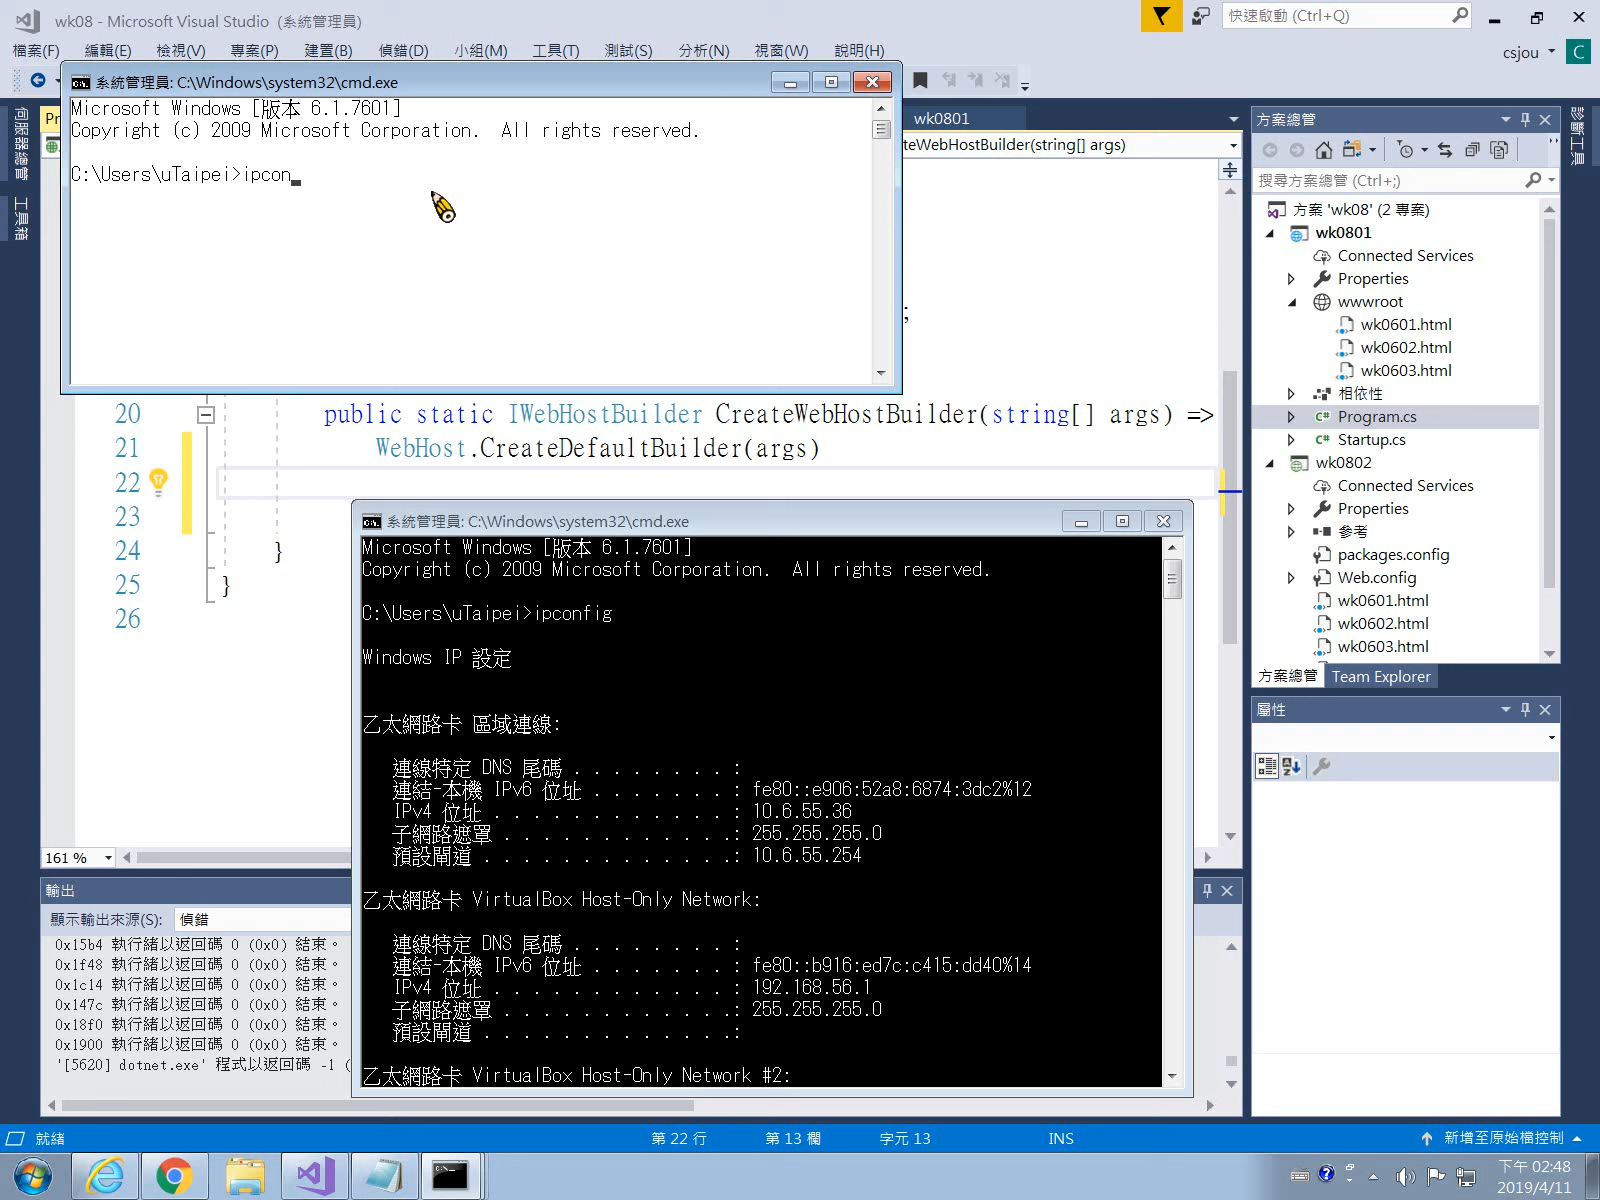 wk08 - Microsoft Visual Studio (系統管理員)
快速啟動 (Ctrl+Q)
檔案(F) 編輯(E) 檢視(V) 專案(P) 建置(B) 偵錯(D) 小組(M) 工具(T) 測試(S) 分析(N) 視窗(W) 說明(H)
csjou
C
系統管理員: C:\Windows\system32\cmd.exe
Microsoft Windows [版本 6.1.7601]
Copyright (c) 2009 Microsoft Corporation.  All rights reserved.
C:\Users\uTaipei>ipcon_
伺服器總管
工具箱
Pr
wk0801
teWebHostBuilder(string[] args)
;
20 public static IWebHostBuilder CreateWebHostBuilder(string[] args) =>
21 WebHost.CreateDefaultBuilder(args)
22
23
24 }
25 }
26
161 %
系統管理員: C:\Windows\system32\cmd.exe
Microsoft Windows [版本 6.1.7601]
Copyright (c) 2009 Microsoft Corporation.  All rights reserved.
C:\Users\uTaipei>ipconfig
Windows IP 設定
乙太網路卡 區域連線:
連線特定 DNS 尾碼 . . . . . . . . :
連結-本機 IPv6 位址 . . . . . . . : fe80::e906:52a8:6874:3dc2%12
IPv4 位址 . . . . . . . . . . . . : 10.6.55.36
子網路遮罩 . . . . . . . . . . . .: 255.255.255.0
預設閘道 . . . . . . . . . . . . .: 10.6.55.254
乙太網路卡 VirtualBox Host-Only Network:
連線特定 DNS 尾碼 . . . . . . . . :
連結-本機 IPv6 位址 . . . . . . . : fe80::b916:ed7c:c415:dd40%14
IPv4 位址 . . . . . . . . . . . . : 192.168.56.1
子網路遮罩 . . . . . . . . . . . .: 255.255.255.0
預設閘道 . . . . . . . . . . . . .:
乙太網路卡 VirtualBox Host-Only Network #2:
輸出
顯示輸出來源(S): 偵錯
0x15b4 執行緒以返回碼 0 (0x0) 結束。
0x1f48 執行緒以返回碼 0 (0x0) 結束。
0x1c14 執行緒以返回碼 0 (0x0) 結束。
0x147c 執行緒以返回碼 0 (0x0) 結束。
0x18f0 執行緒以返回碼 0 (0x0) 結束。
0x1900 執行緒以返回碼 0 (0x0) 結束。
'[5620] dotnet.exe' 程式以返回碼 -1 (
方案總管
搜尋方案總管 (Ctrl+;)
方案 'wk08' (2 專案)
wk0801
Connected Services
Properties
wwwroot
wk0601.html
wk0602.html
wk0603.html
相依性
C# Program.cs
C# Startup.cs
wk0802
Connected Services
Properties
參考
packages.config
Web.config
wk0601.html
wk0602.html
wk0603.html
方案總管 Team Explorer
屬性
診斷工具
就緒 第 22 行 第 13 欄 字元 13 INS 新增至原始檔控制
下午 02:48
2019/4/11